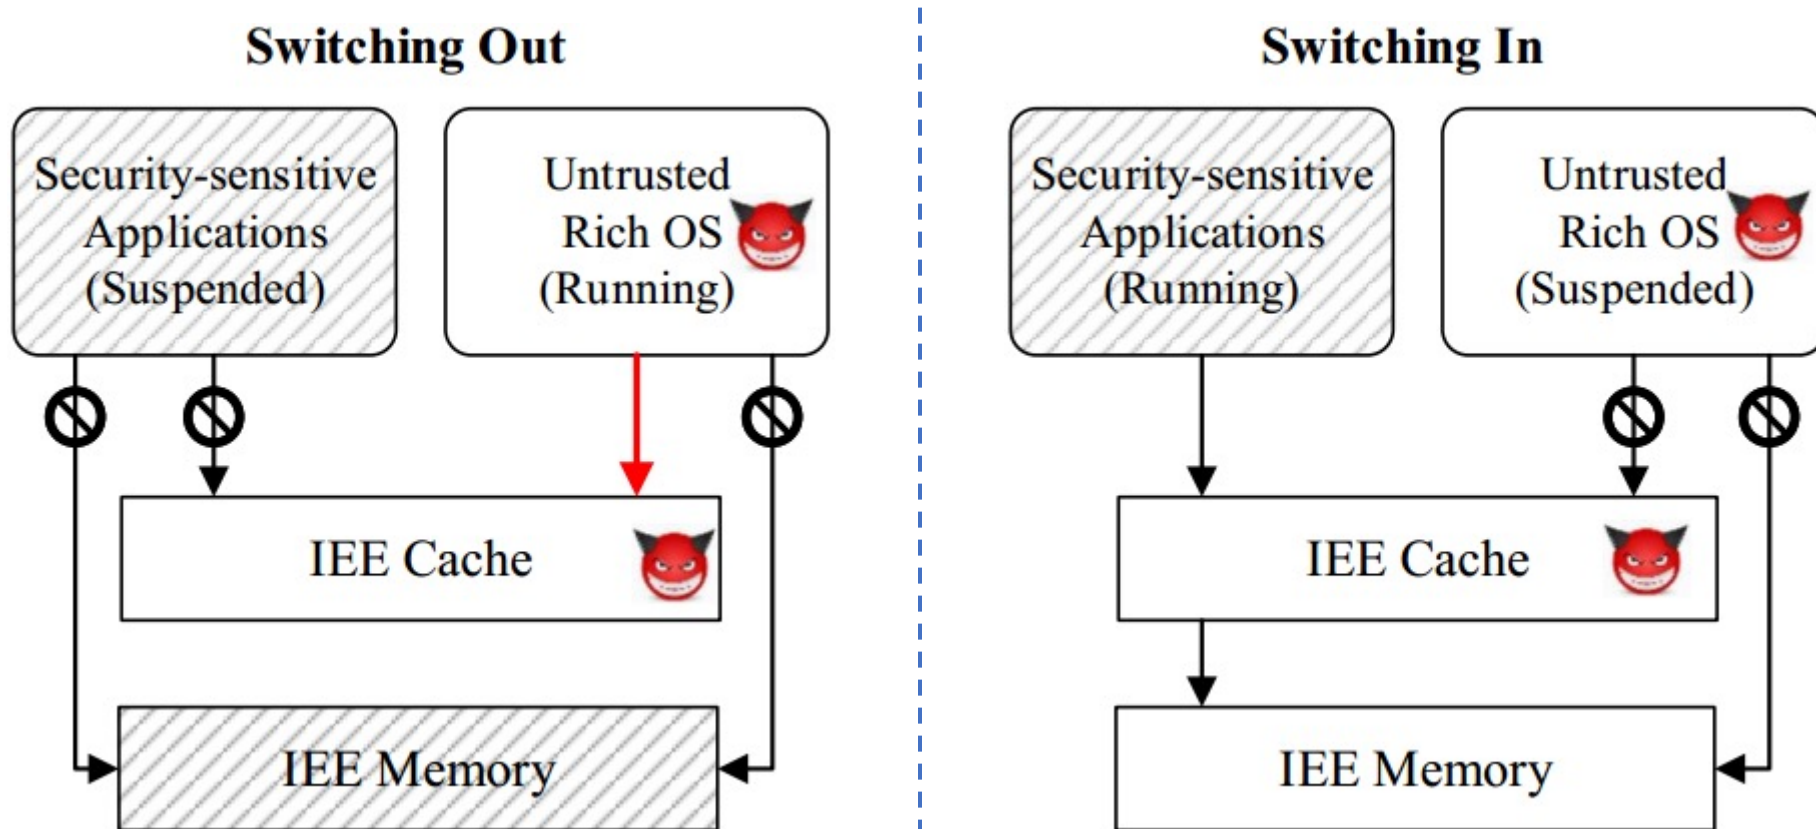 Switching Out
Security-sensitive
Applications
(Suspended)
Untrusted
Rich OS
(Running)
IEE Cache
IEE Memory
Switching In
Security-sensitive
Applications
(Running)
Untrusted
Rich OS
(Suspended)
IEE Cache
IEE Memory